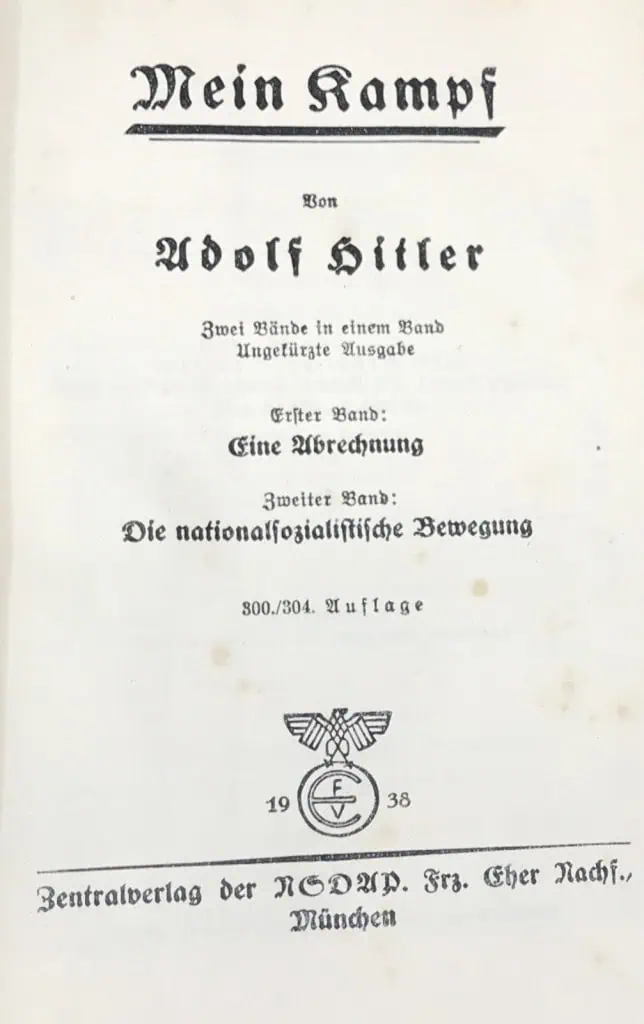 Mein Kampf
Von
Adolf Hitler
Zwei Bände in einem Band
Ungekürzte Ausgabe
Erster Band:
Eine Abrechnung
Zweiter Band:
Die nationalsozialistische Bewegung
300./304. Auflage
F
E
V
19 38
Zentralverlag der NSDAP. Frz. Eher Nachf.,
München